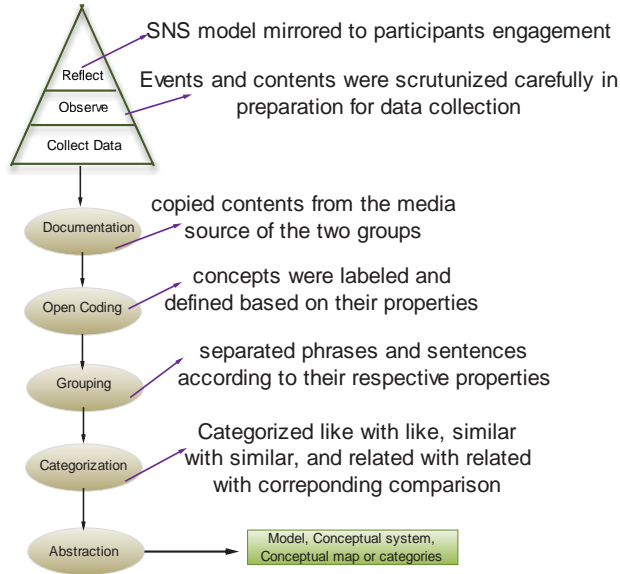 SNS model mirrored to participants engagement
Reflect
Events and contents were scrutunized carefully in
preparation for data collection
Observe
Collect Data
copied contents from the media
source of the two groups
Documentation
concepts were labeled and
defined based on their properties
Open Coding
separated phrases and sentences
according to their respective properties
Grouping
Categorized like with like, similar
with similar, and related with related
with correponding comparison
Categorization
Abstraction
Model, Conceptual system,
Conceptual map or categories